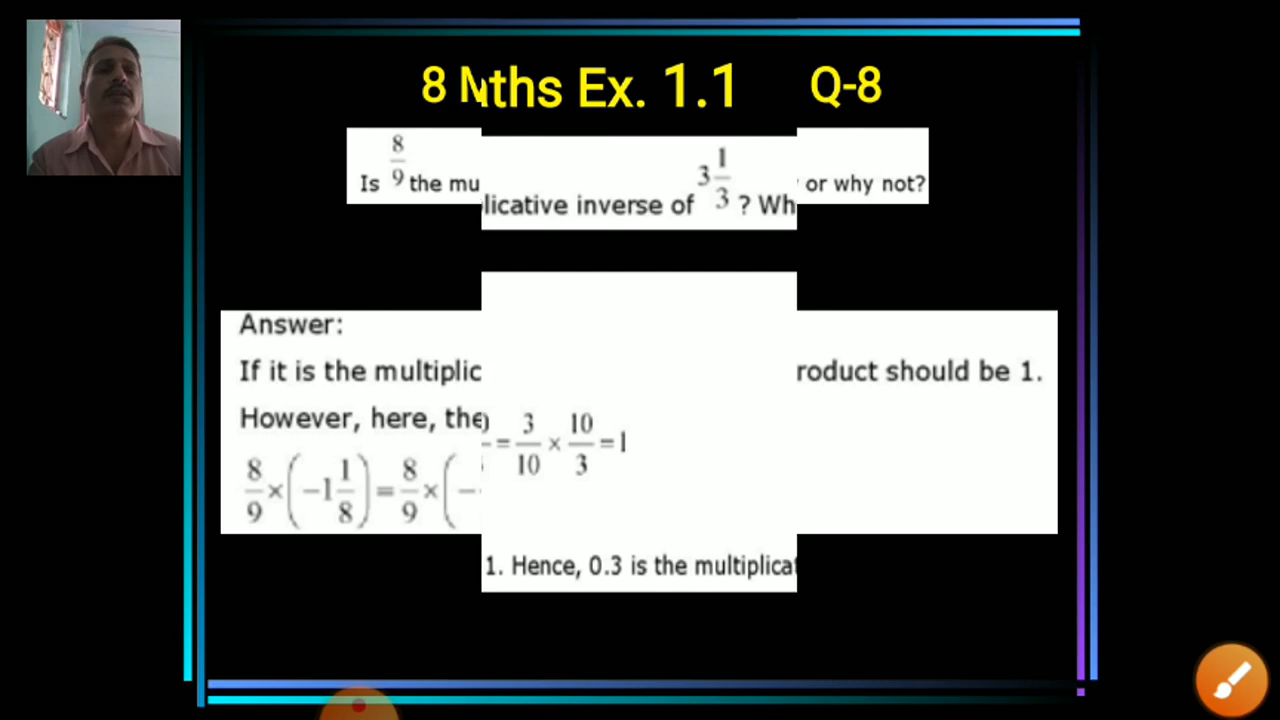 8 Mths Ex. 1.1 Q-8
Is 8/9 the mu licative inverse of 3 1/3 ? Wh or why not?
Answer:
If it is the multiplic roduct should be 1.
However, here, the
= 3/10 × 10/3 = 1
8/9 × (−1 1/8) = 8/9 × (−
1. Hence, 0.3 is the multiplicat